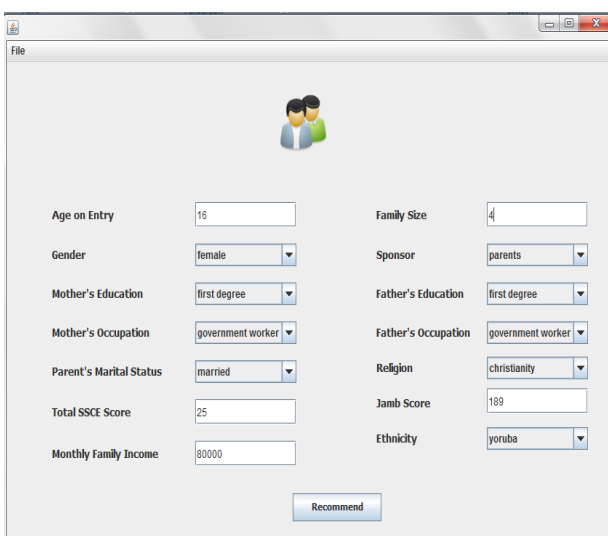 File
Age on Entry 16 Family Size 4
Gender female Sponsor parents
Mother's Education first degree Father's Education first degree
Mother's Occupation government worker Father's Occupation government worker
Parent's Marital Status married Religion christianity
Total SSCE Score 25 Jamb Score 189
Monthly Family Income 80000 Ethnicity yoruba
Recommend